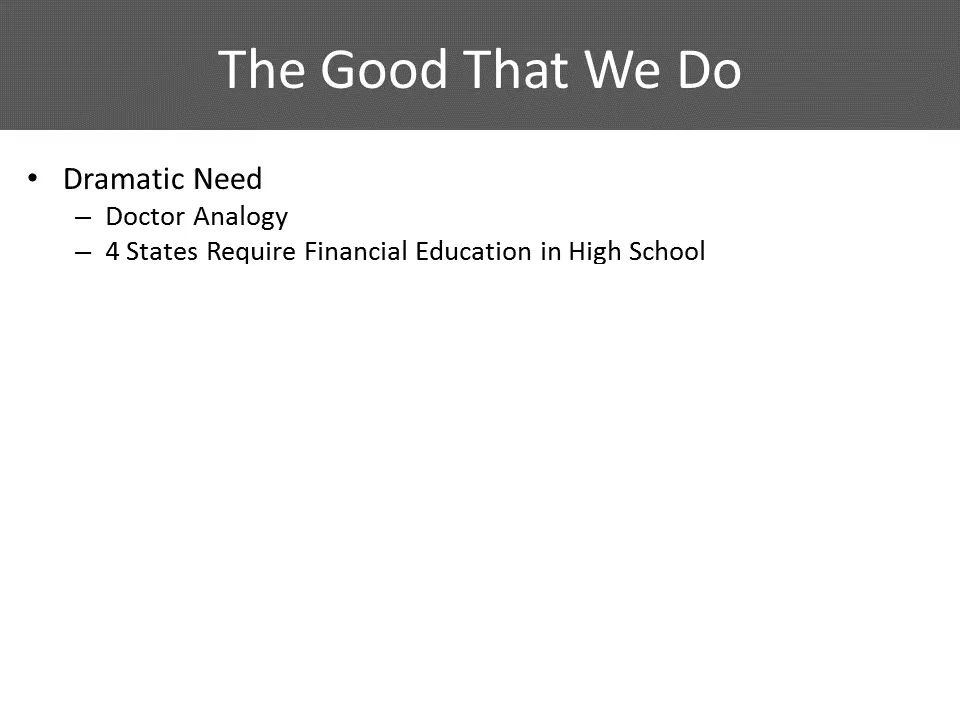 The Good That We Do
• Dramatic Need
– Doctor Analogy
– 4 States Require Financial Education in High School